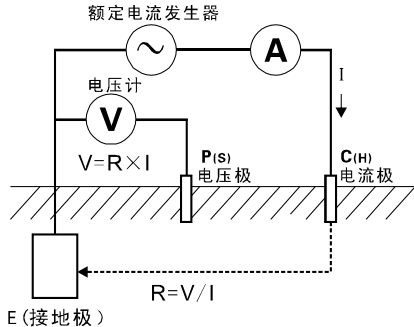 额定电流发生器
A
I
电压计
V
V=R×I
P(S)
电压极
C(H)
电流极
R=V/I
E(接地极)